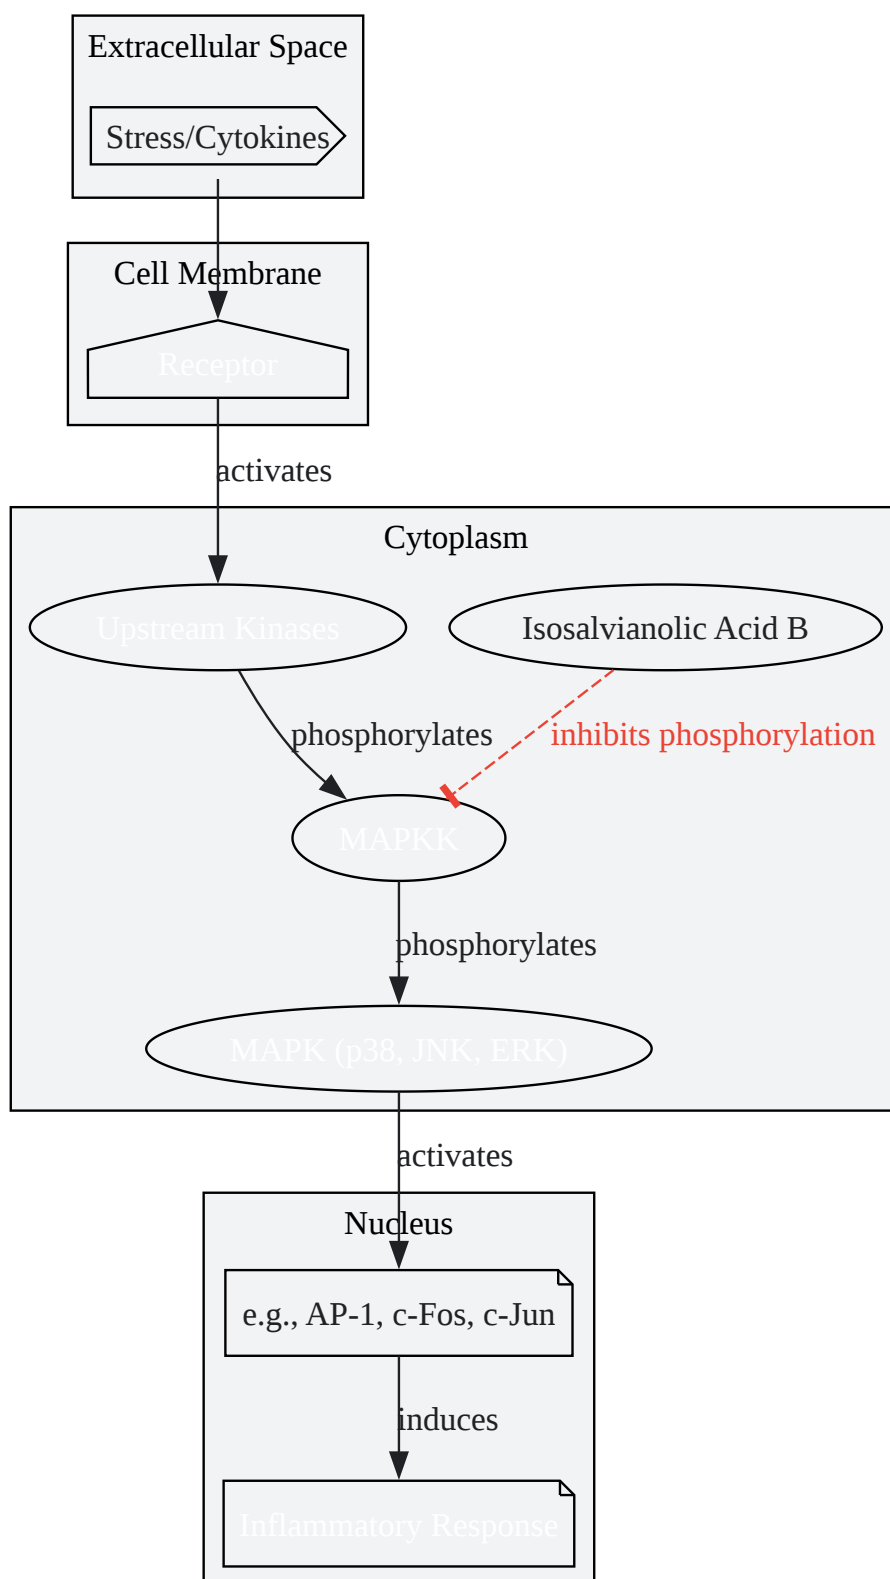 Extracellular Space
Stress/Cytokines
Cell Membrane
Receptor
activates
Cytoplasm
Upstream Kinases
Isosalvianolic Acid B
phosphorylates
inhibits phosphorylation
MAPKK
phosphorylates
MAPK (p38, JNK, ERK)
activates
Nucleus
e.g., AP-1, c-Fos, c-Jun
induces
Inflammatory Response